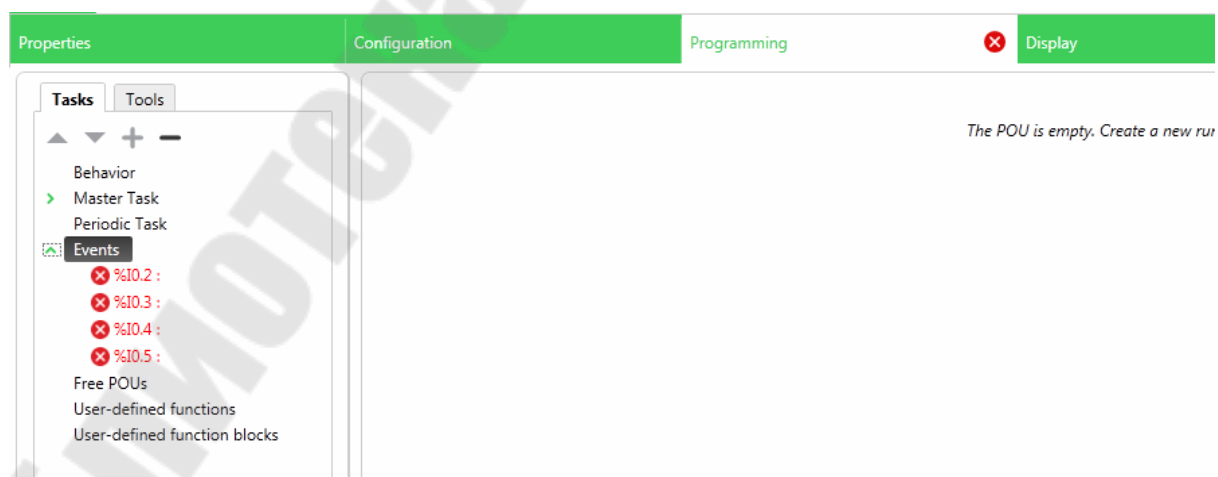 Properties Configuration Programming Display
Tasks Tools
The POU is empty. Create a new rur
Behavior
Master Task
Periodic Task
Events
%I0.2 :
%I0.3 :
%I0.4 :
%I0.5 :
Free POUs
User-defined functions
User-defined function blocks